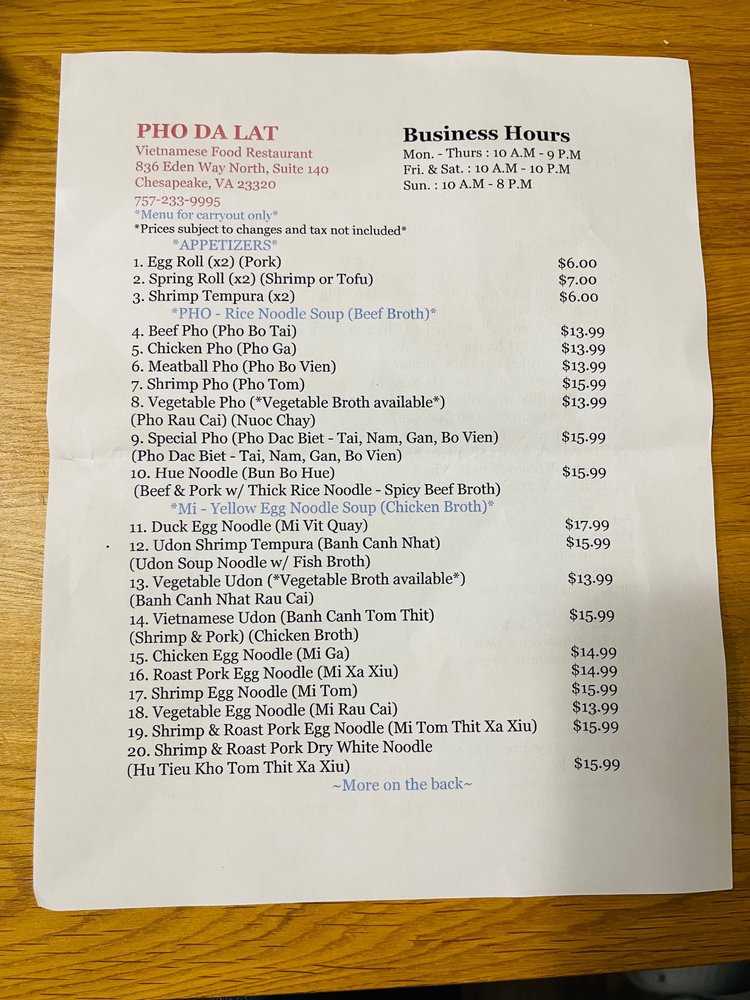 PHO DA LAT
Vietnamese Food Restaurant
836 Eden Way North, Suite 140
Chesapeake, VA 23320
757-233-9995
Business Hours
Mon. - Thurs : 10 A.M - 9 P.M
Fri. & Sat. : 10 A.M - 10 P.M
Sun. : 10 A.M - 8 P.M
*Menu for carryout only*
*Prices subject to changes and tax not included*
*APPETIZERS*
1. Egg Roll (x2) (Pork) $6.00
2. Spring Roll (x2) (Shrimp or Tofu) $7.00
3. Shrimp Tempura (x2) $6.00
*PHO - Rice Noodle Soup (Beef Broth)*
4. Beef Pho (Pho Bo Tai) $13.99
5. Chicken Pho (Pho Ga) $13.99
6. Meatball Pho (Pho Bo Vien) $13.99
7. Shrimp Pho (Pho Tom) $15.99
8. Vegetable Pho (*Vegetable Broth available*) $13.99
(Pho Rau Cai) (Nuoc Chay)
9. Special Pho (Pho Dac Biet - Tai, Nam, Gan, Bo Vien) $15.99
(Pho Dac Biet - Tai, Nam, Gan, Bo Vien)
10. Hue Noodle (Bun Bo Hue) $15.99
(Beef & Pork w/ Thick Rice Noodle - Spicy Beef Broth)
*Mi - Yellow Egg Noodle Soup (Chicken Broth)*
11. Duck Egg Noodle (Mi Vit Quay) $17.99
12. Udon Shrimp Tempura (Banh Canh Nhat) $15.99
(Udon Soup Noodle w/ Fish Broth)
13. Vegetable Udon (*Vegetable Broth available*) $13.99
(Banh Canh Nhat Rau Cai)
14. Vietnamese Udon (Banh Canh Tom Thit) $15.99
(Shrimp & Pork) (Chicken Broth)
15. Chicken Egg Noodle (Mi Ga) $14.99
16. Roast Pork Egg Noodle (Mi Xa Xiu) $14.99
17. Shrimp Egg Noodle (Mi Tom) $15.99
18. Vegetable Egg Noodle (Mi Rau Cai) $13.99
19. Shrimp & Roast Pork Egg Noodle (Mi Tom Thit Xa Xiu) $15.99
20. Shrimp & Roast Pork Dry White Noodle
(Hu Tieu Kho Tom Thit Xa Xiu) $15.99
~More on the back~